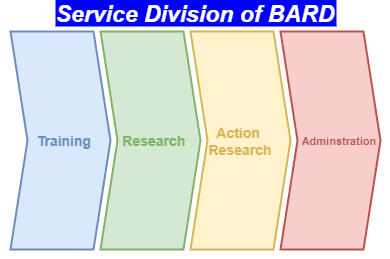 Service Division of BARD
Training
Research
Action
Research
Adminstration